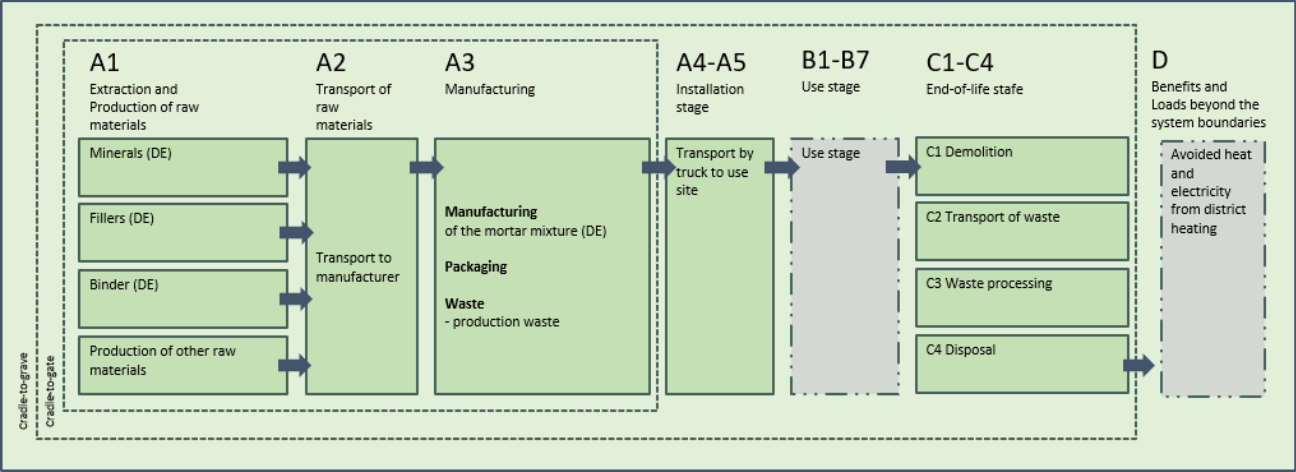 A1
Extraction and
Production of raw
materials
Minerals (DE)
Fillers (DE)
Binder (DE)
Production of other raw
materials
A2
Transport of
raw
materials
Transport to
manufacturer
A3
Manufacturing
Manufacturing
of the mortar mixture (DE)
Packaging
Waste
- production waste
A4-A5
Installation
stage
Transport by
truck to use
site
B1-B7
Use stage
Use stage
C1-C4
End-of-life stafe
C1 Demolition
C2 Transport of waste
C3 Waste processing
C4 Disposal
D
Benefits and
Loads beyond the
system boundaries
Avoided heat
and
electricity
from district
heating
Cradle-to-grave
Cradle-to-gate